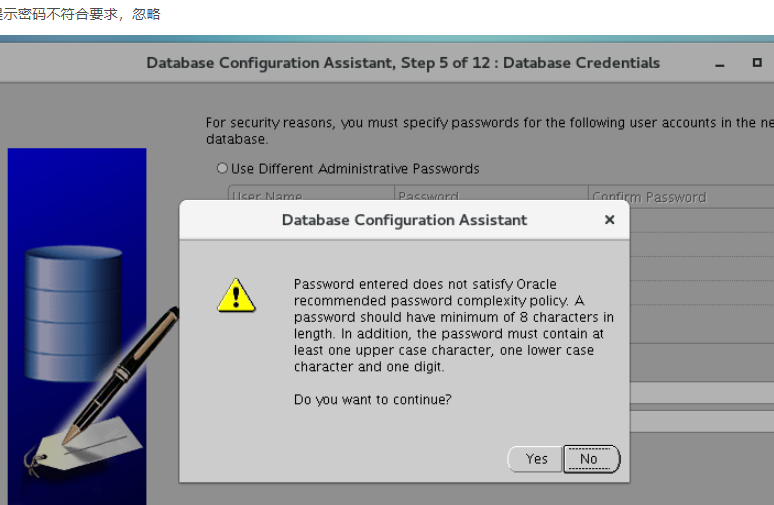 示密码不符合要求，忽略
Database Configuration Assistant, Step 5 of 12 : Database Credentials
For security reasons, you must specify passwords for the following user accounts in the ne
database.
Use Different Administrative Passwords
User Name Password Confirm Password
Database Configuration Assistant
Password entered does not satisfy Oracle
recommended password complexity policy. A
password should have minimum of 8 characters in
length. In addition, the password must contain at
least one upper case character, one lower case
character and one digit.
Do you want to continue?
Yes No